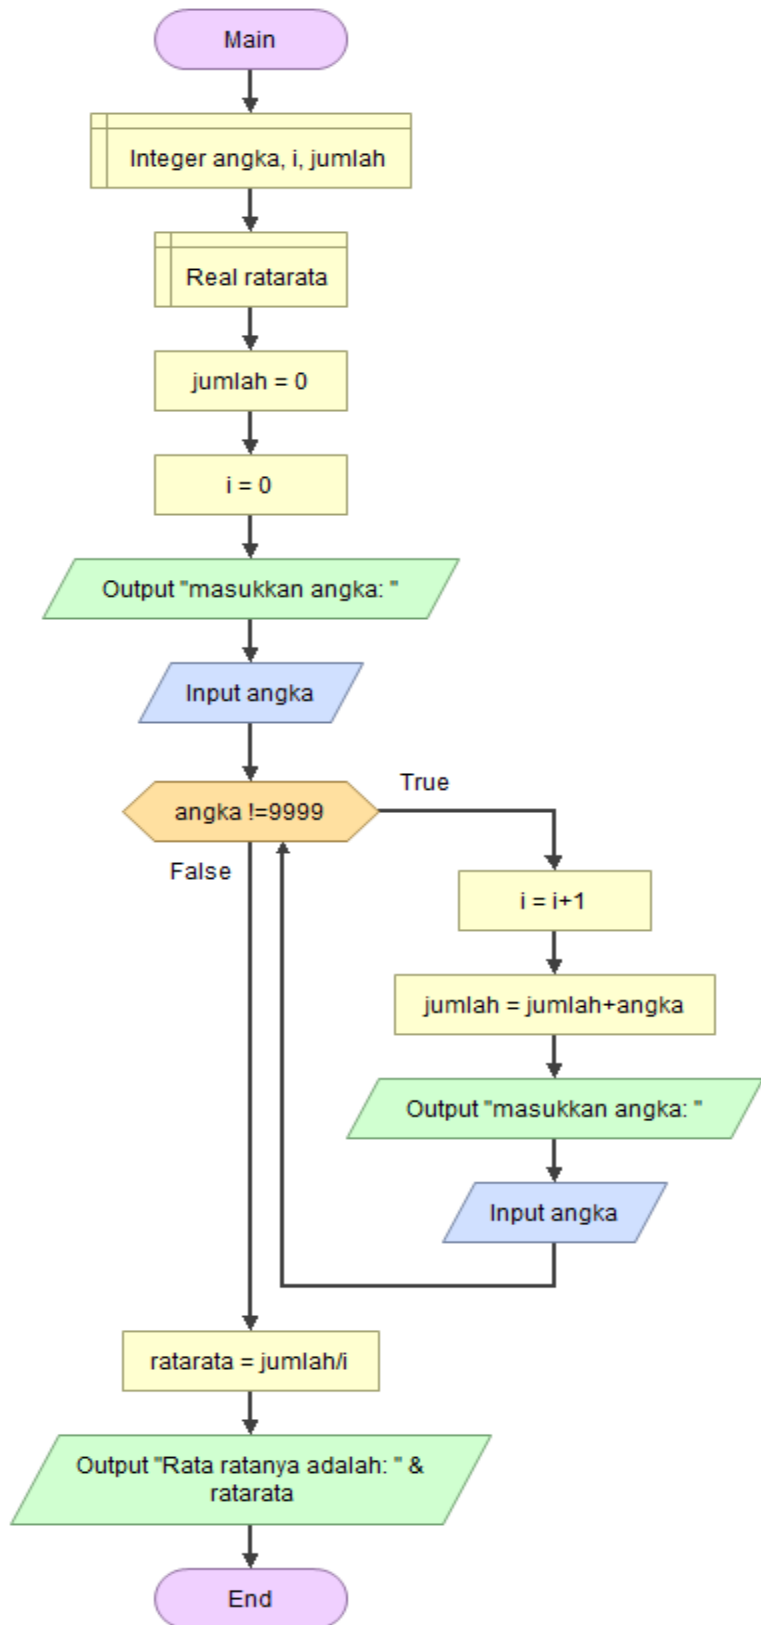 Main
Integer angka, i, jumlah
Real ratarata
jumlah = 0
i = 0
Output "masukkan angka: "
Input angka
angka !=9999
True
False
i = i+1
jumlah = jumlah+angka
Output "masukkan angka: "
Input angka
ratarata = jumlah/i
Output "Rata ratanya adalah: " &
ratarata
End